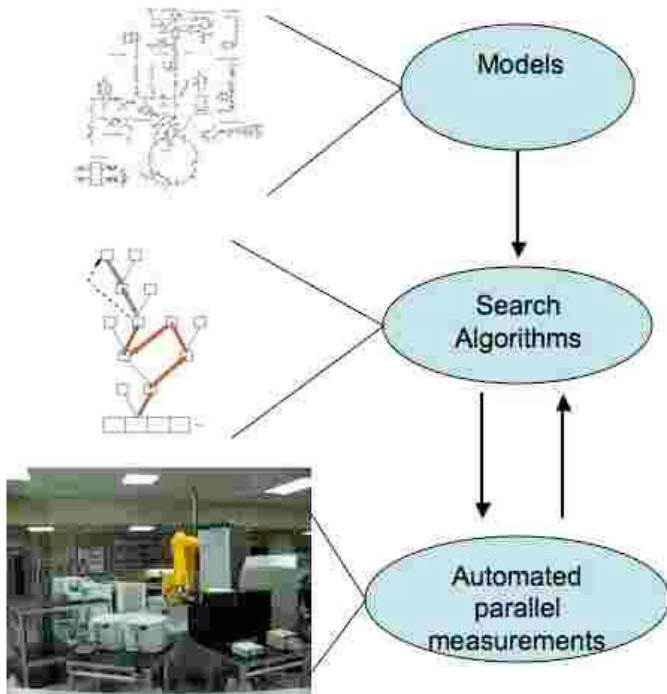 Models
Search
Algorithms
Automated
parallel
measurements